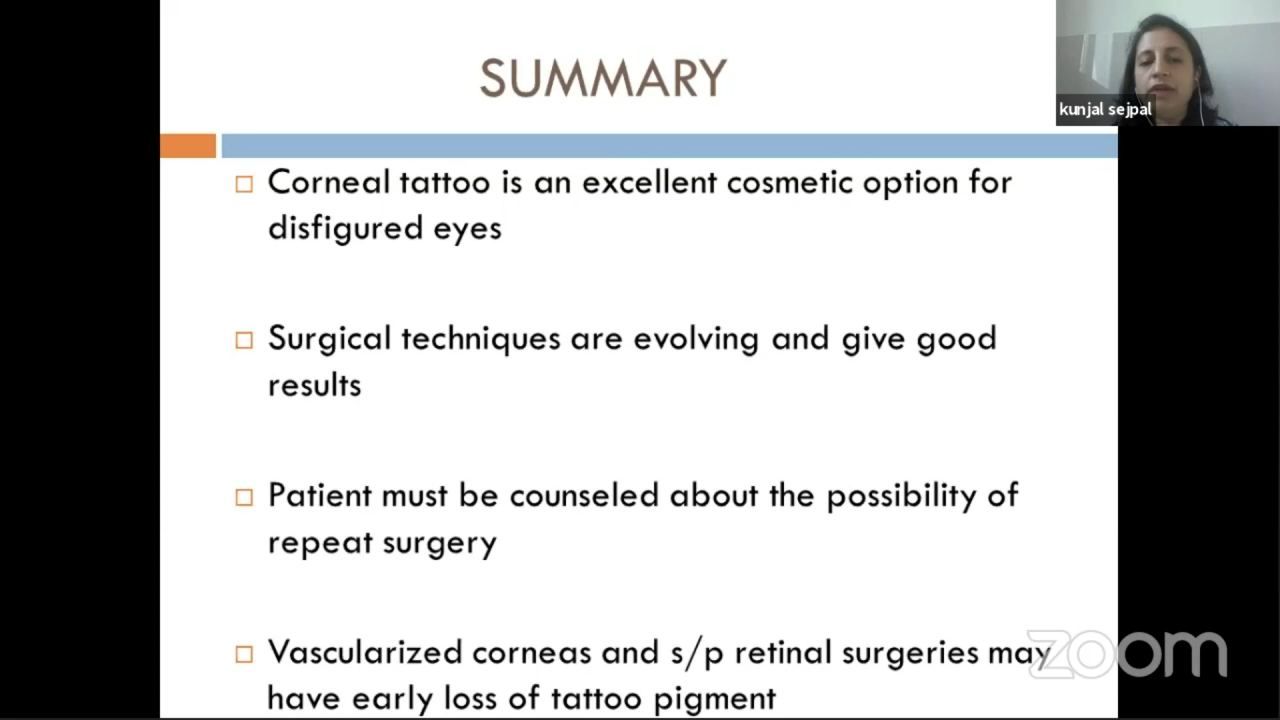 SUMMARY
kunjal sejpal
Corneal tattoo is an excellent cosmetic option for
disfigured eyes
Surgical techniques are evolving and give good
results
Patient must be counseled about the possibility of
repeat surgery
Vascularized corneas and s/p retinal surgeries may
have early loss of tattoo pigment
zoom